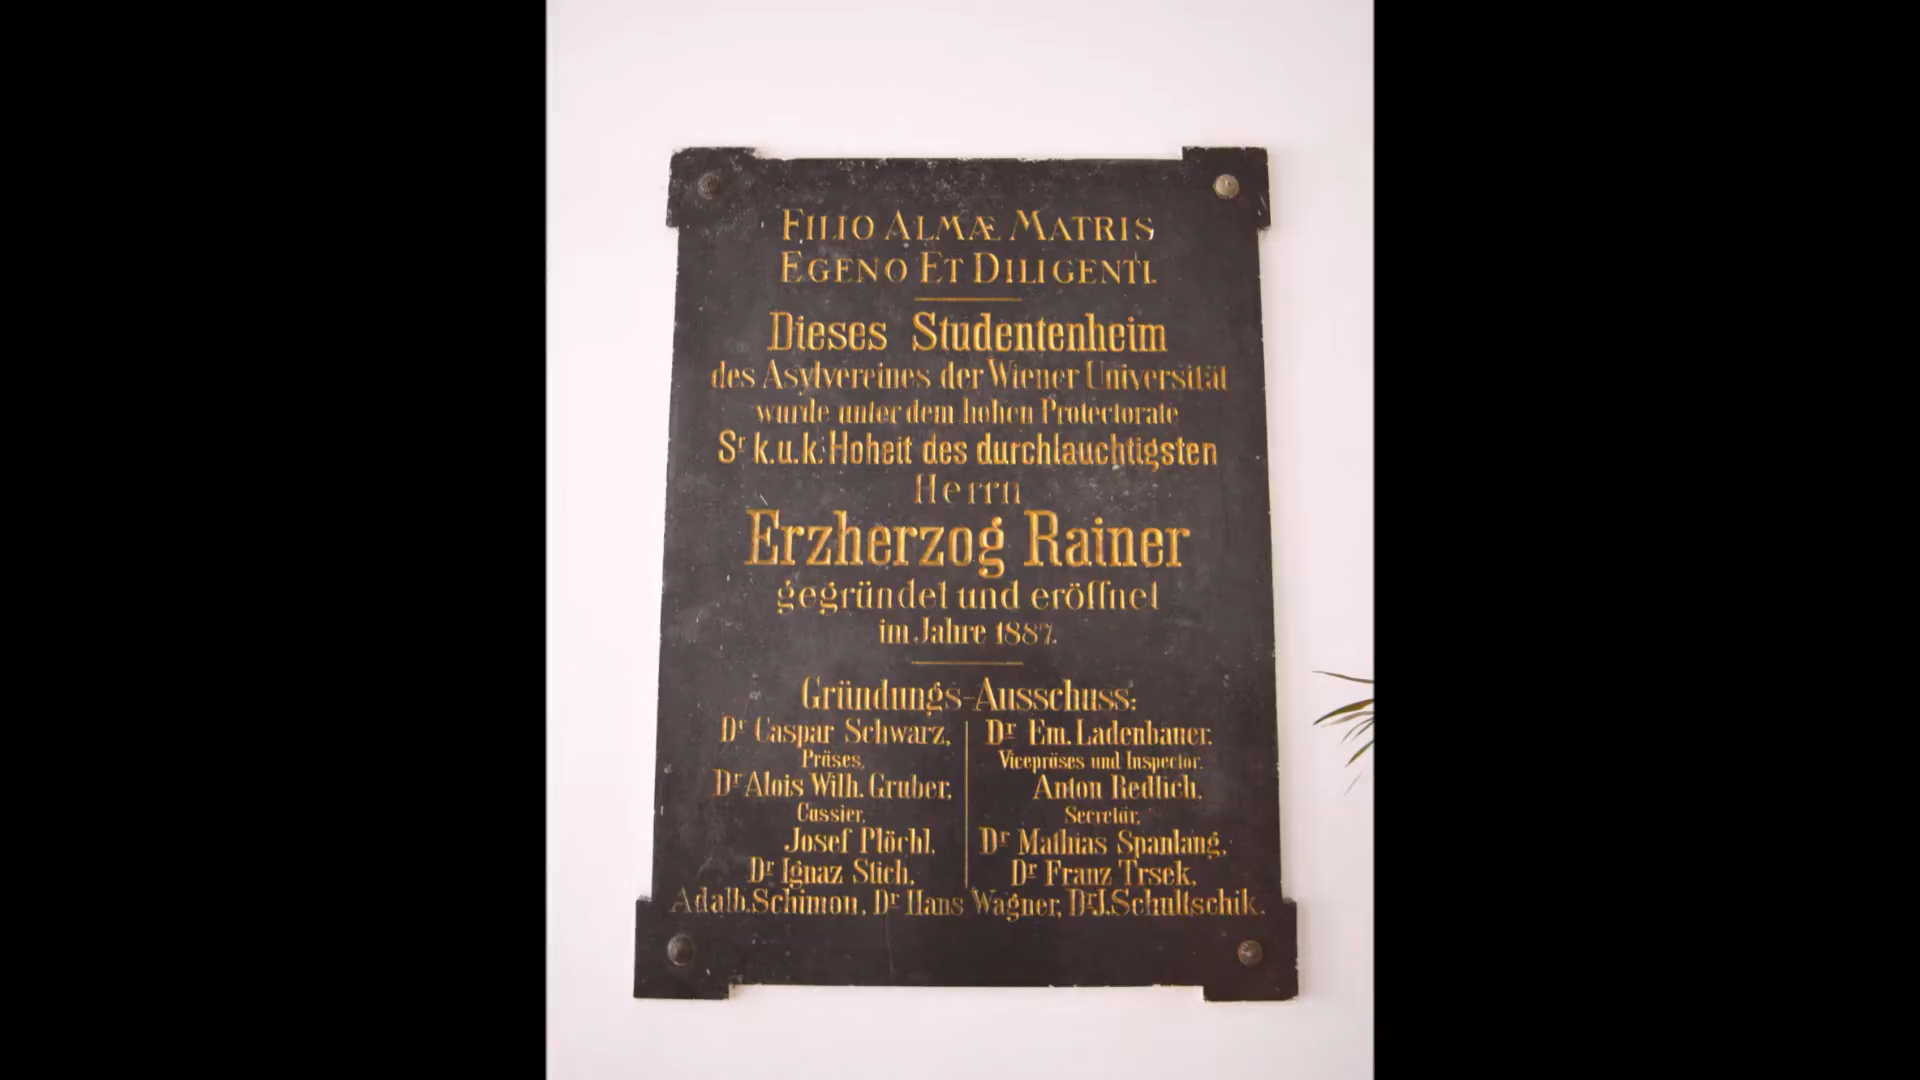 FILIO ALMÆ MATRIS
EGENO ET DILIGENTI.
Dieses Studentenheim
des Asylvereines der Wiener Universität
wurde unter dem hohen Protectorate
Sr k.u.k. Hoheit des durchlauchtigsten
Herrn
Erzherzog Rainer
gegründet und eröffnet
im Jahre 1887.
Gründungs-Ausschuss:
Dr Caspar Schwarz,
Präses,
Dr Alois Wilh. Gruber,
Cassier,
Josef Plöchl,
Dr Ignaz Stich,
Dr Em. Ladenbauer,
Vicepräses und Inspector.
Anton Redlich,
Secretär,
Dr Mathias Spanlang,
Dr Franz Trsek,
Adalb. Schimon, Dr Hans Wagner, Dr J. Schultschik.